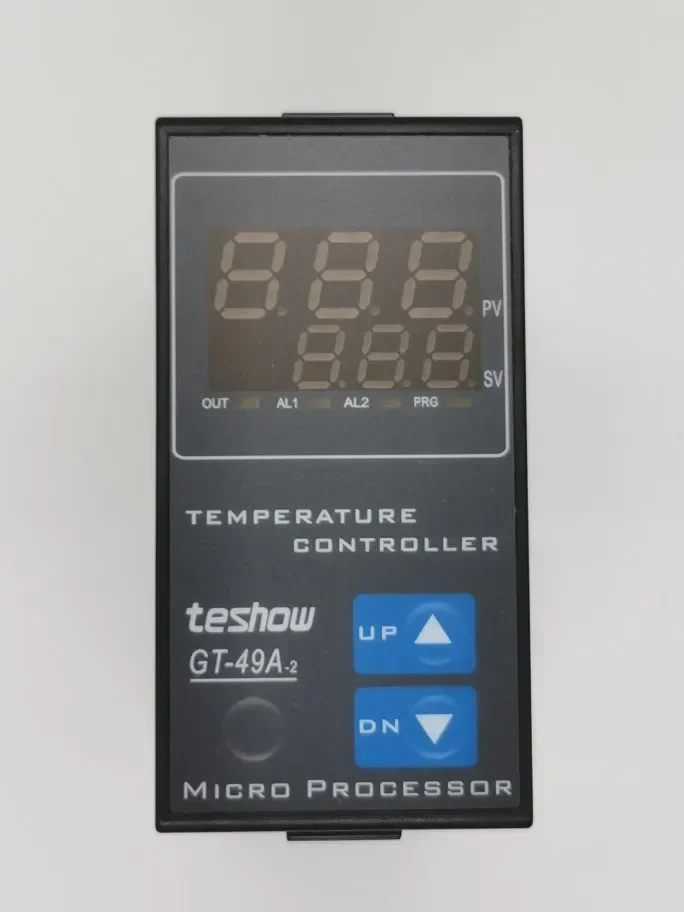 PV
SV
OUT AL1 AL2 PRG
TEMPERATURE
CONTROLLER
teshow
GT-49A-2
UP
DN
MICRO PROCESSOR